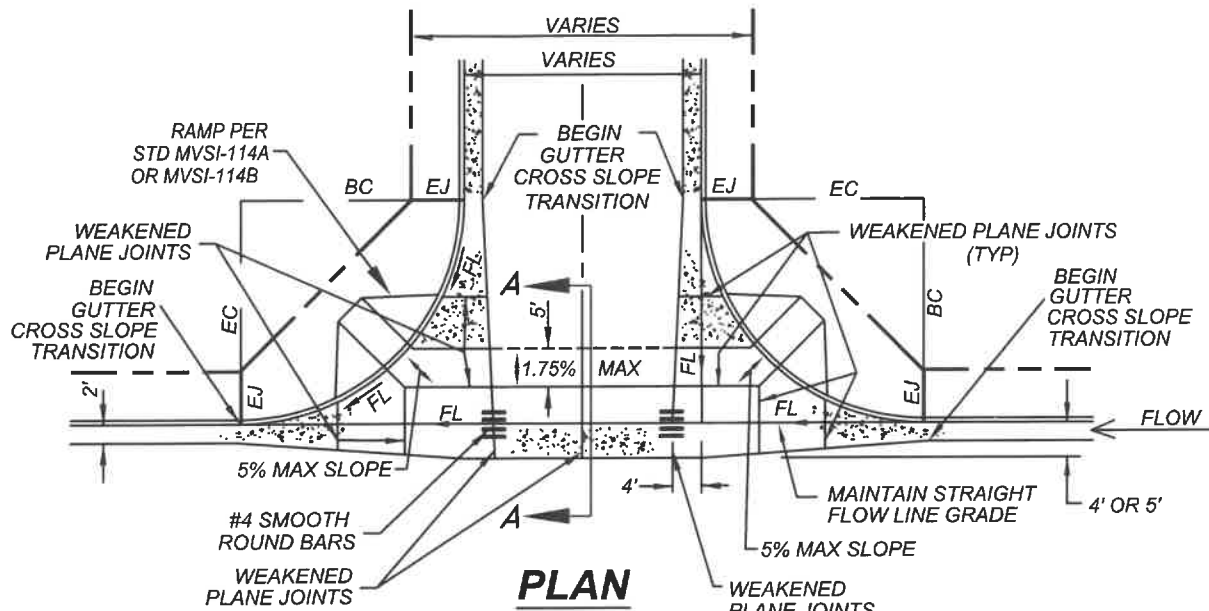 VARIES
VARIES
RAMP PER
STD MVSI-114A
OR MVSI-114B
BEGIN
GUTTER
CROSS SLOPE
TRANSITION
BC
EJ
EJ
EC
WEAKENED
PLANE JOINTS
WEAKENED PLANE JOINTS
(TYP)
BEGIN
GUTTER
CROSS SLOPE
TRANSITION
BEGIN
GUTTER
CROSS SLOPE
TRANSITION
EC
BC
FL
A
5'
1.75% MAX
FL
2'
EJ
FL
FL
FL
EJ
FLOW
5% MAX SLOPE
4'
MAINTAIN STRAIGHT
FLOW LINE GRADE
4' OR 5'
#4 SMOOTH
ROUND BARS
A
5% MAX SLOPE
WEAKENED
PLANE JOINTS
PLAN
WEAKENED
PLANE JOINTS